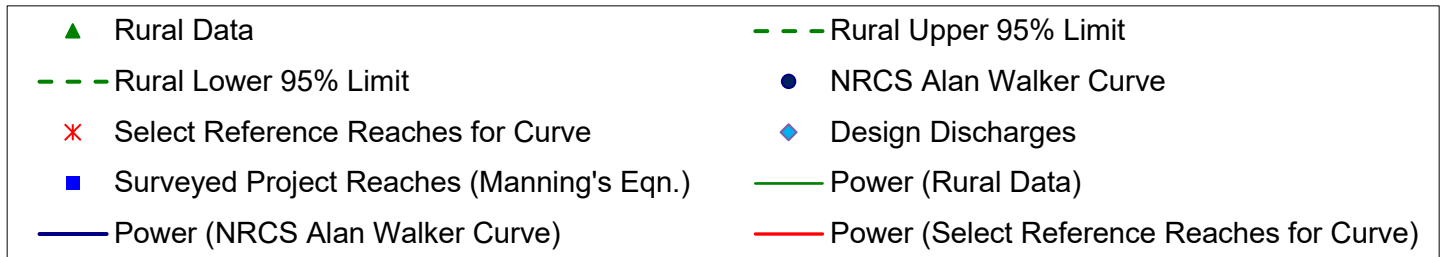 Rural Data
Rural Upper 95% Limit
Rural Lower 95% Limit
NRCS Alan Walker Curve
Select Reference Reaches for Curve
Design Discharges
Surveyed Project Reaches (Manning's Eqn.)
Power (Rural Data)
Power (NRCS Alan Walker Curve)
Power (Select Reference Reaches for Curve)